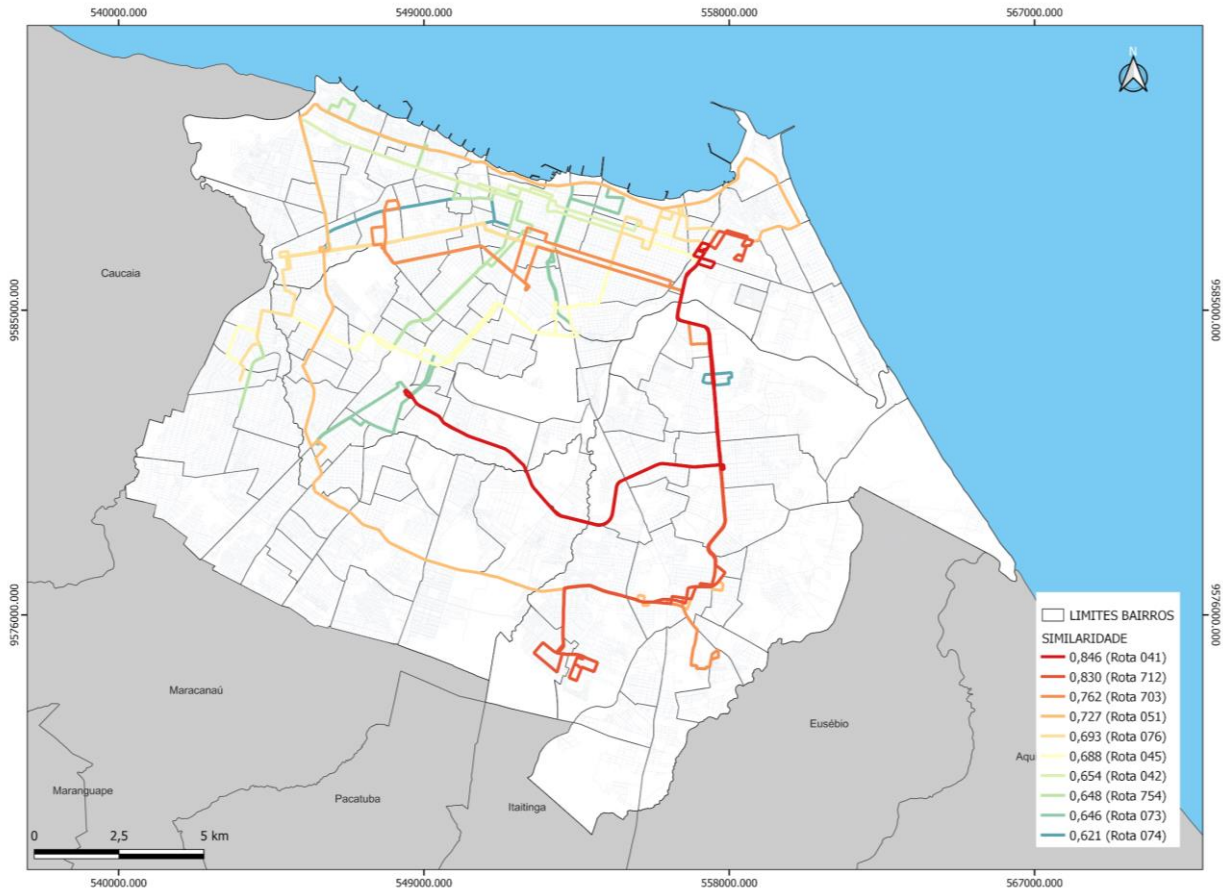 540000.000 549000.000 558000.000 567000.000
N
Caucaia
9585000.000 9585000.000
9576000.000 9576000.000
LIMITES BAIRROS
SIMILARIDADE
0,846 (Rota 041)
0,830 (Rota 712)
0,762 (Rota 703)
0,727 (Rota 051)
0,693 (Rota 076)
0,688 (Rota 045)
0,654 (Rota 042)
0,648 (Rota 754)
0,646 (Rota 073)
0,621 (Rota 074)
Maracanaú
Eusébio
Aqu
Maranguape
Pacatuba
Itaitinga
0 2,5 5 km
540000.000 549000.000 558000.000 567000.000